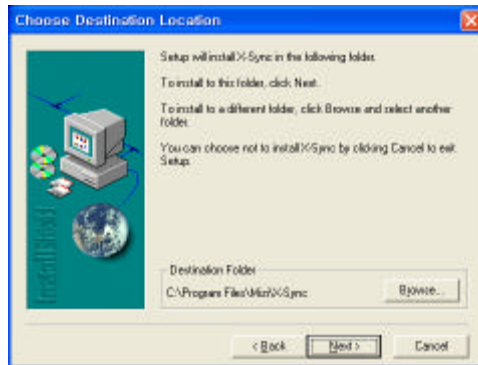 Choose Destination Location
Setup will install X-Sync in the following folder.
To install to this folder, click Next.
To install to a different folder, click Browse and select another
folder.
You can choose not to install X-Sync by clicking Cancel to exit
Setup.
InstallShield
Destination Folder
C:\Program Files\Mizi\X-Sync
Browse...
< Back
Next >
Cancel